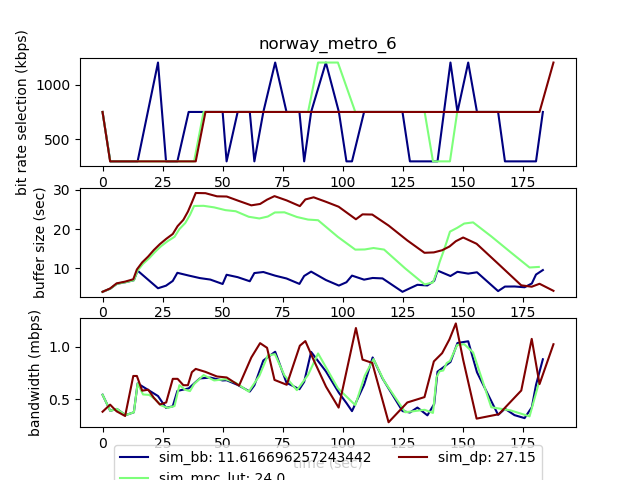 norway_metro_6
bit rate selection (kbps)
1000
500
0 25 50 75 100 125 150 175
buffer size (sec)
30
20
10
0 25 50 75 100 125 150 175
bandwidth (mbps)
1.0
0.5
0 25 50 75 100 125 150 175
time (sec)
sim_bb: 11.616696257243442 sim_dp: 27.15
sim_mpc_lut: 24.0